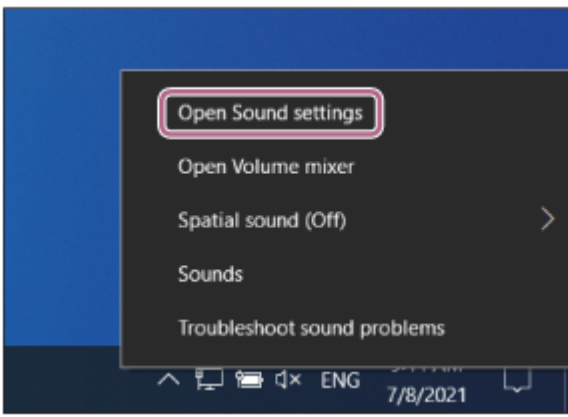 Open Sound settings
Open Volume mixer
Spatial sound (Off)
Sounds
Troubleshoot sound problems
ENG
7/8/2021